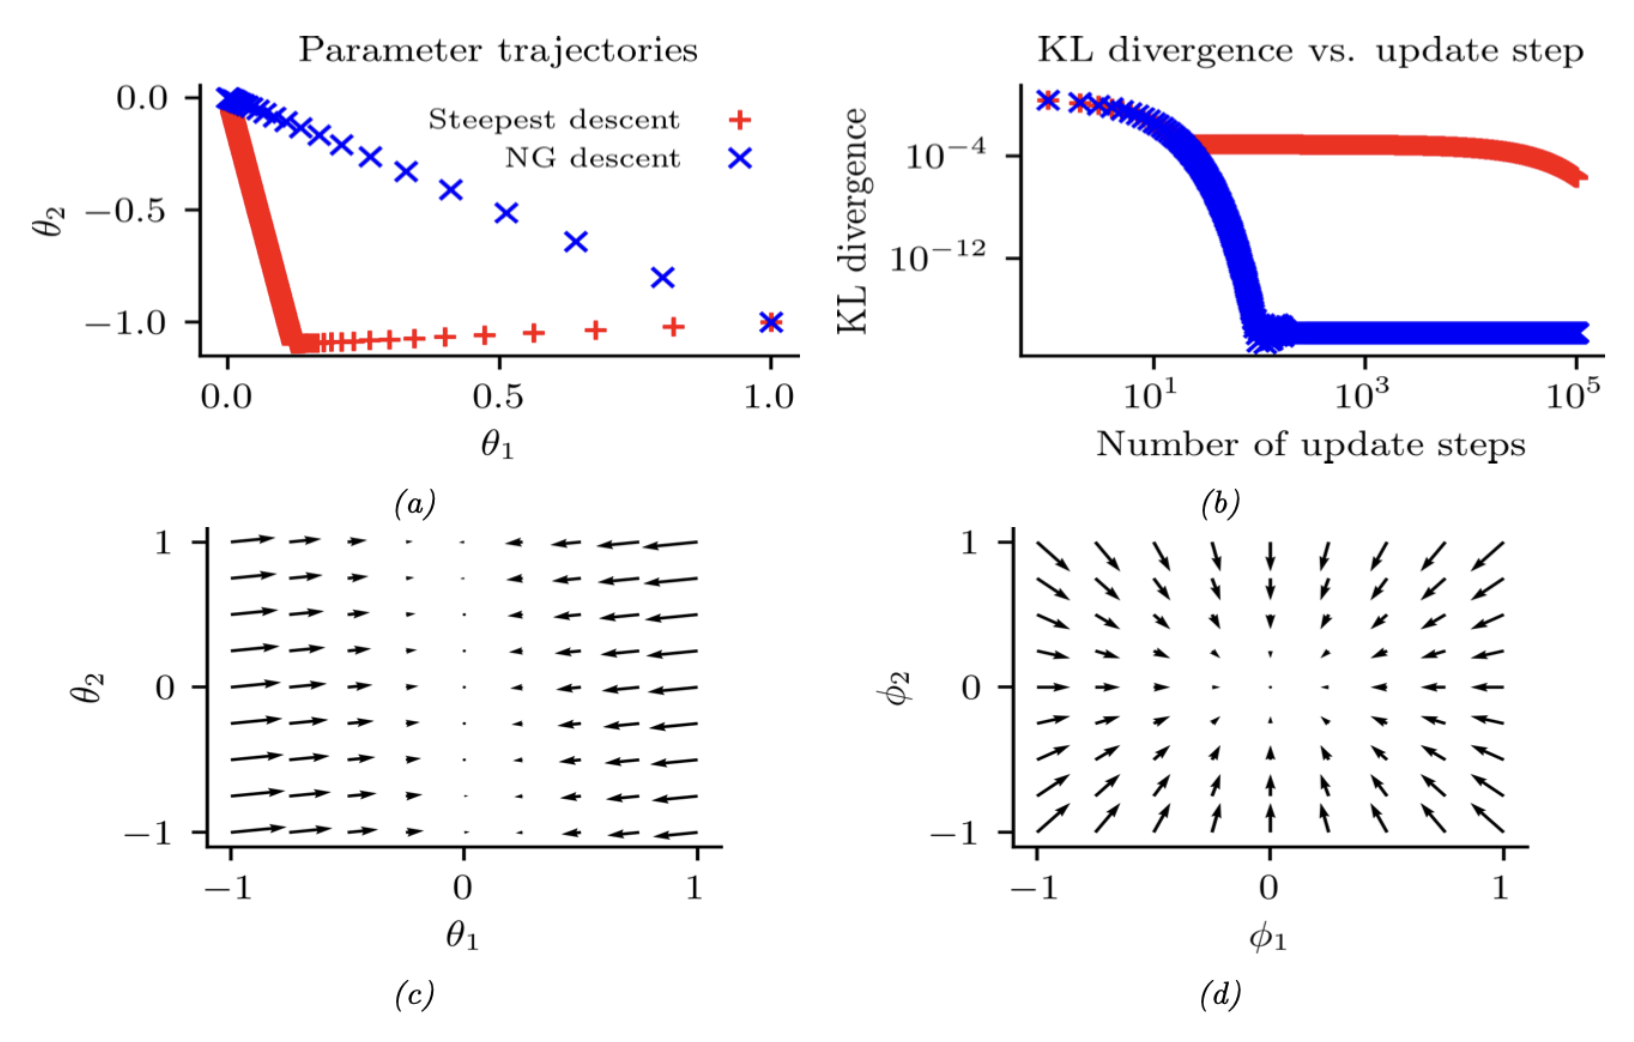 Parameter trajectories
KL divergence vs. update step
0.0
−0.5
−1.0
θ₂
Steepest descent
NG descent
0.0
0.5
1.0
θ₁
(a)
KL divergence
10⁻⁴
10⁻¹²
10¹
10³
10⁵
Number of update steps
(b)
1
0
−1
θ₂
−1
0
1
θ₁
(c)
1
0
−1
ϕ₂
−1
0
1
ϕ₁
(d)